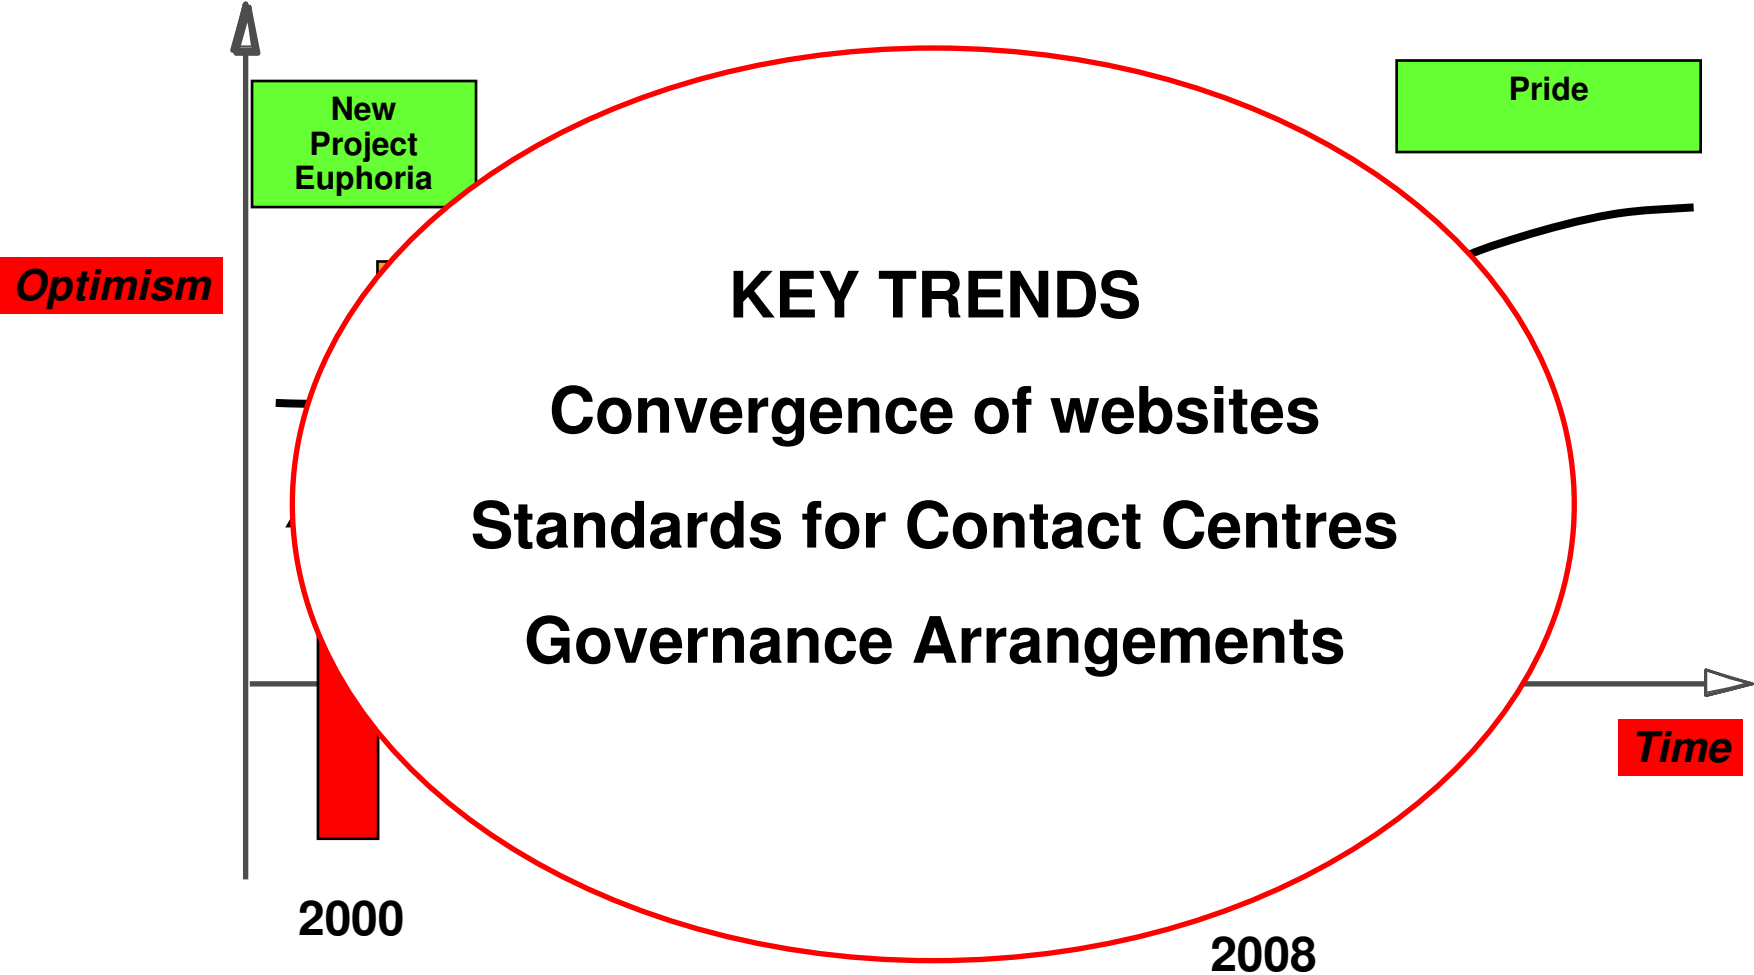 New
Project
Euphoria
Pride
Optimism
KEY TRENDS
Convergence of websites
Standards for Contact Centres
Governance Arrangements
Time
2000
2008